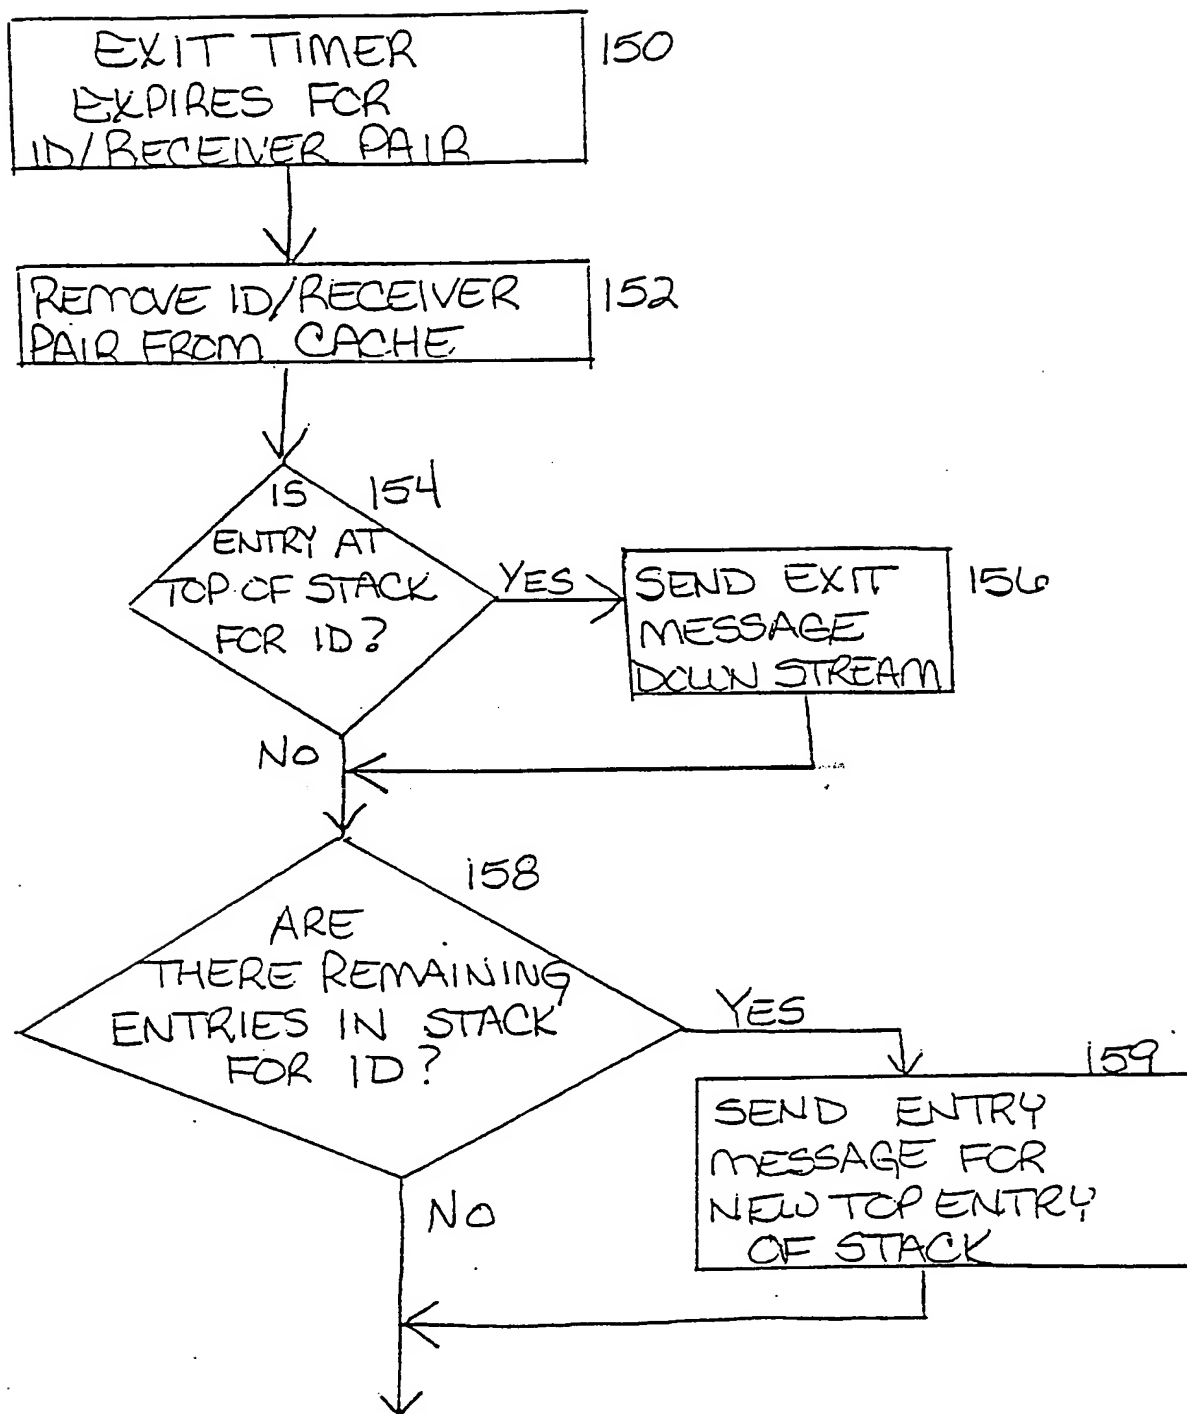 EXIT TIMER
EXPIRES FOR
ID/RECEIVER PAIR
150
REMOVE ID/RECEIVER
PAIR FROM CACHE
152
IS
ENTRY AT
TOP OF STACK
FOR ID?
154
YES
SEND EXIT
MESSAGE
DOWN STREAM
156
NO
158
ARE
THERE REMAINING
ENTRIES IN STACK
FOR ID?
YES
159
SEND ENTRY
MESSAGE FOR
NEW TOP ENTRY
OF STACK
NO